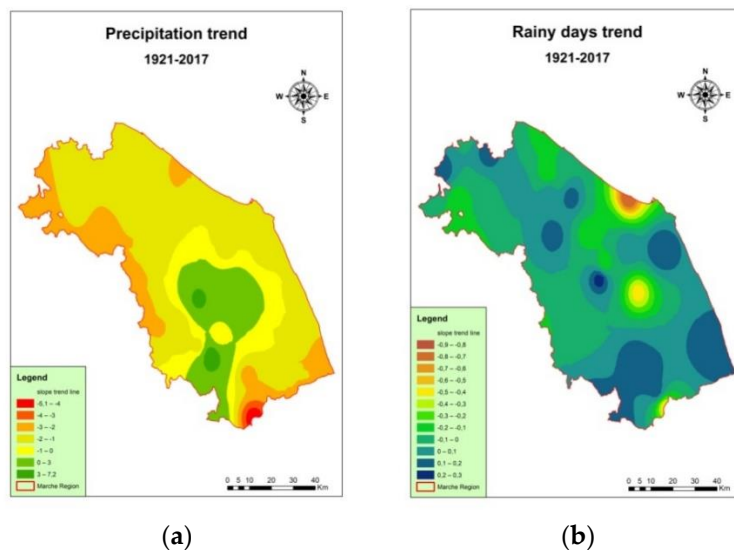 Precipitation trend
1921-2017
N
W E
S
Legend
slope trend line
-5,1 – -4
-4 – -3
-3 – -2
-2 – -1
-1 – 0
0 – 3
3 – 7,2
Marche Region
0 5 10 20 30 40
Km
(a)
Rainy days trend
1921-2017
N
W E
S
Legend
slope trend line
-0,9 – -0,8
-0,8 – -0,7
-0,7 – -0,6
-0,6 – -0,5
-0,5 – -0,4
-0,4 – -0,3
-0,3 – -0,2
-0,2 – -0,1
-0,1 – 0
0 – 0,1
0,1 – 0,2
0,2 – 0,3
Marche Region
0 5 10 20 30 40
Km
(b)